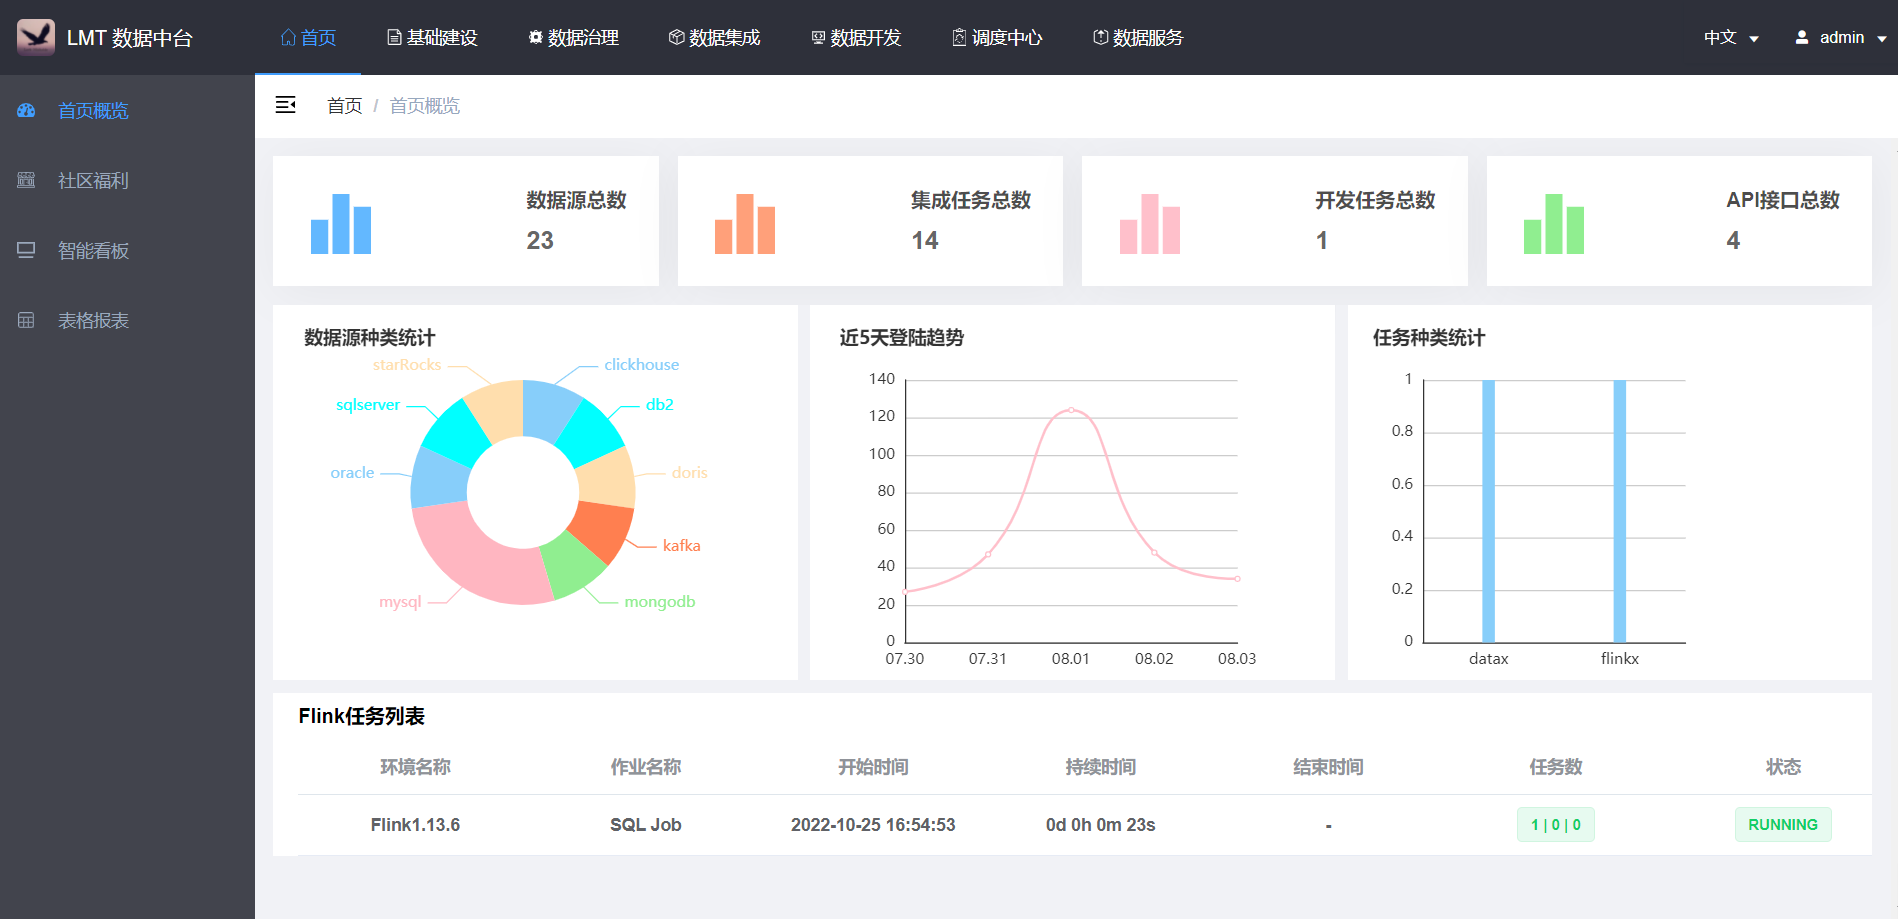 LMT 数据中台 首页 基础建设 数据治理 数据集成 数据开发 调度中心 数据服务 中文 admin
首页概览
社区福利
智能看板
表格报表
首页 / 首页概览
数据源总数
23
集成任务总数
14
开发任务总数
1
API接口总数
4
数据源种类统计
starRocks clickhouse
sqlserver db2
oracle doris
kafka
mysql mongodb
近5天登陆趋势
140
120
100
80
60
40
20
0
07.30 07.31 08.01 08.02 08.03
任务种类统计
1
0.8
0.6
0.4
0.2
0
datax flinkx
Flink任务列表
环境名称 作业名称 开始时间 持续时间 结束时间 任务数 状态
Flink1.13.6 SQL Job 2022-10-25 16:54:53 0d 0h 0m 23s - 1 | 0 | 0 RUNNING